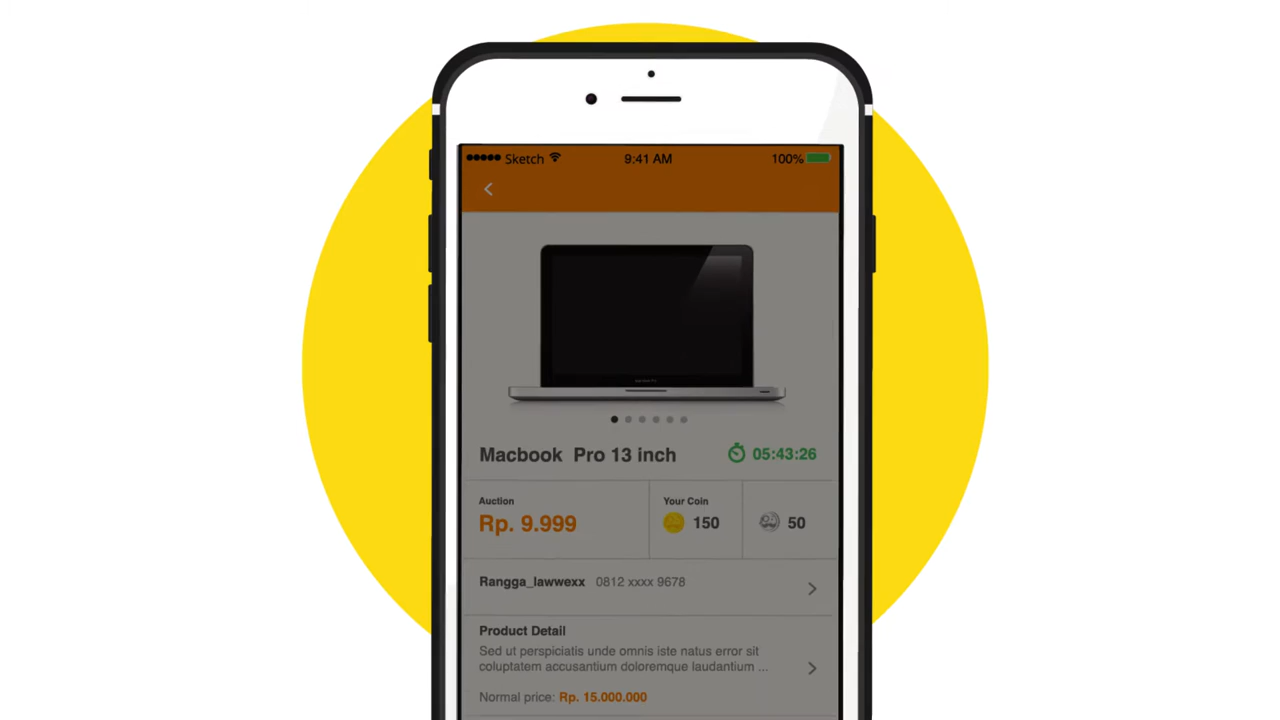 Sketch 9:41 AM 100%
Macbook Pro 13 inch 05:43:26
Auction Your Coin
Rp. 9.999 150 50
Rangga_lawwexx 0812 xxxx 9678
Product Detail
Sed ut perspiciatis unde omnis iste natus error sit
coluptatem accusantium doloremque laudantium ...
Normal price: Rp. 15.000.000